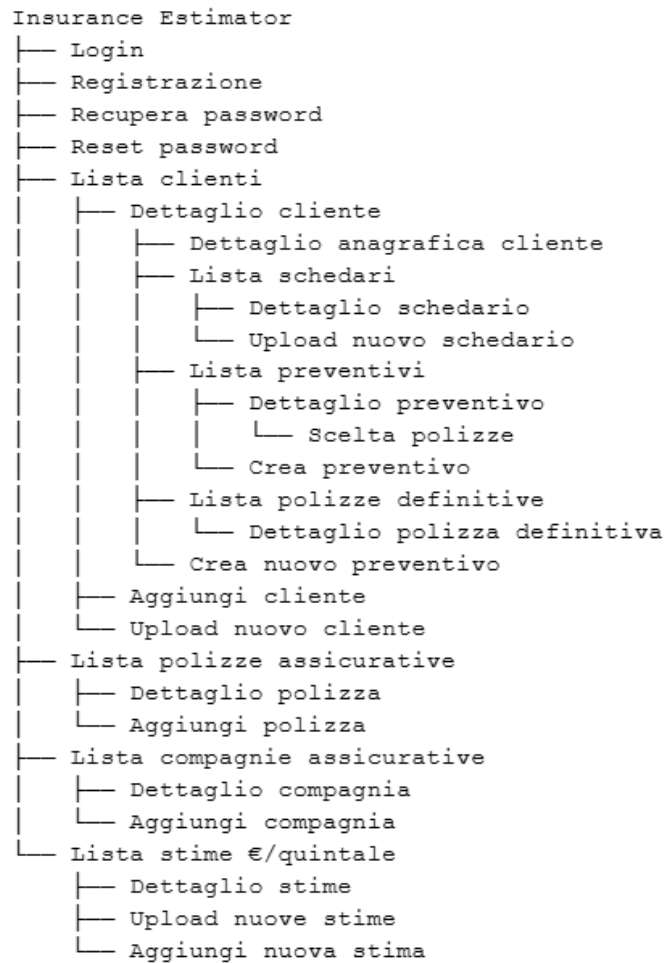 Insurance Estimator
├── Login
├── Registrazione
├── Recupera password
├── Reset password
├── Lista clienti
│   ├── Dettaglio cliente
│   │   ├── Dettaglio anagrafica cliente
│   │   ├── Lista schedari
│   │   │   ├── Dettaglio schedario
│   │   │   └── Upload nuovo schedario
│   │   ├── Lista preventivi
│   │   │   ├── Dettaglio preventivo
│   │   │   │   └── Scelta polizze
│   │   │   └── Crea preventivo
│   │   ├── Lista polizze definitive
│   │   │   └── Dettaglio polizza definitiva
│   │   └── Crea nuovo preventivo
│   ├── Aggiungi cliente
│   └── Upload nuovo cliente
├── Lista polizze assicurative
│   ├── Dettaglio polizza
│   └── Aggiungi polizza
├── Lista compagnie assicurative
│   ├── Dettaglio compagnia
│   └── Aggiungi compagnia
└── Lista stime €/quintale
    ├── Dettaglio stime
    ├── Upload nuove stime
    └── Aggiungi nuova stima